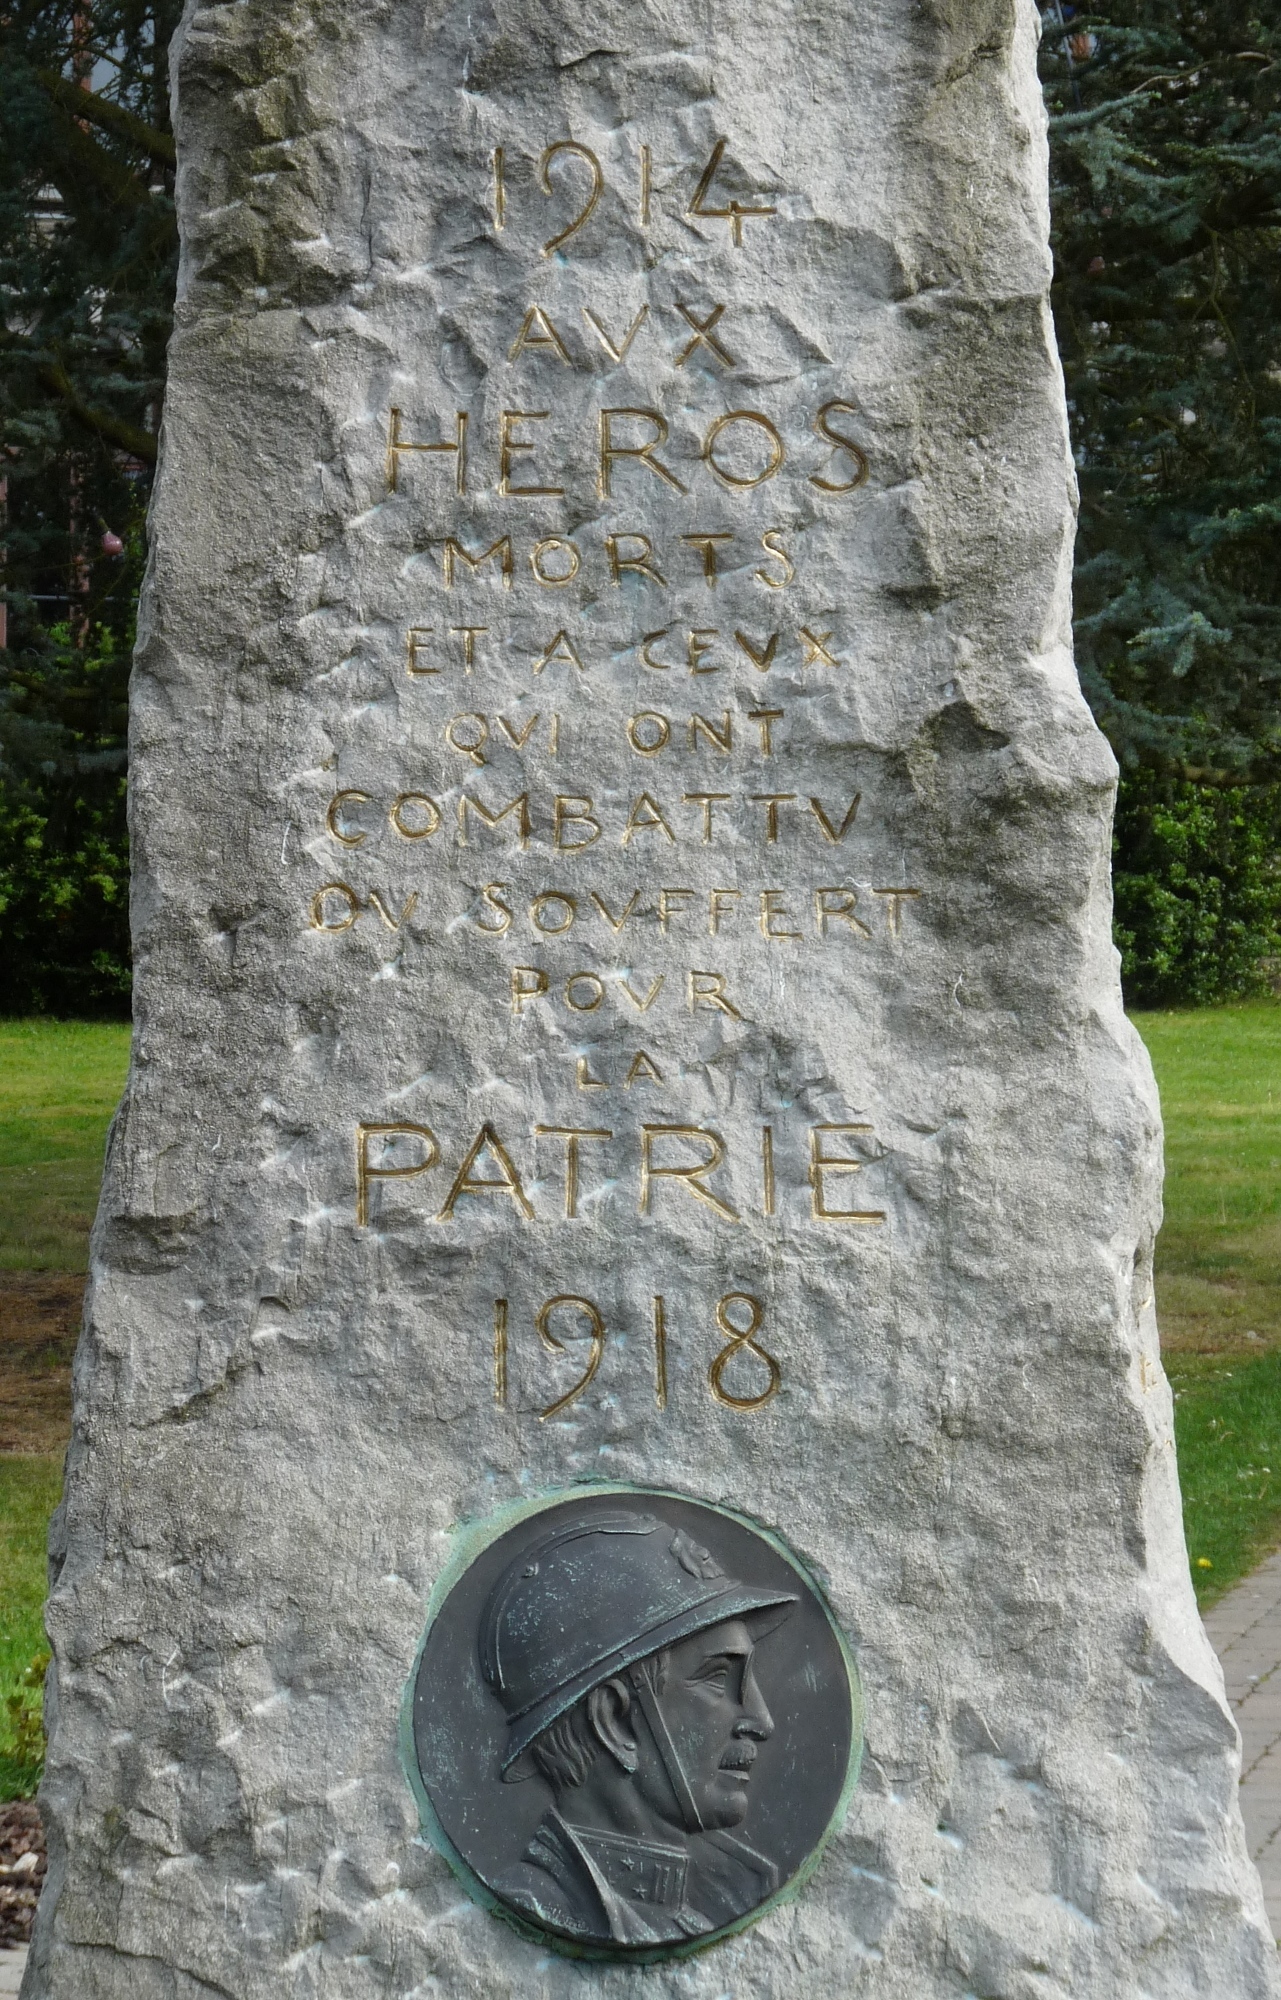 1914
AVX
HEROS
MORTS
ET A CEVX
QVI ONT
COMBATTV
OV SOVFFERT
POVR
LA
PATRIE
1918